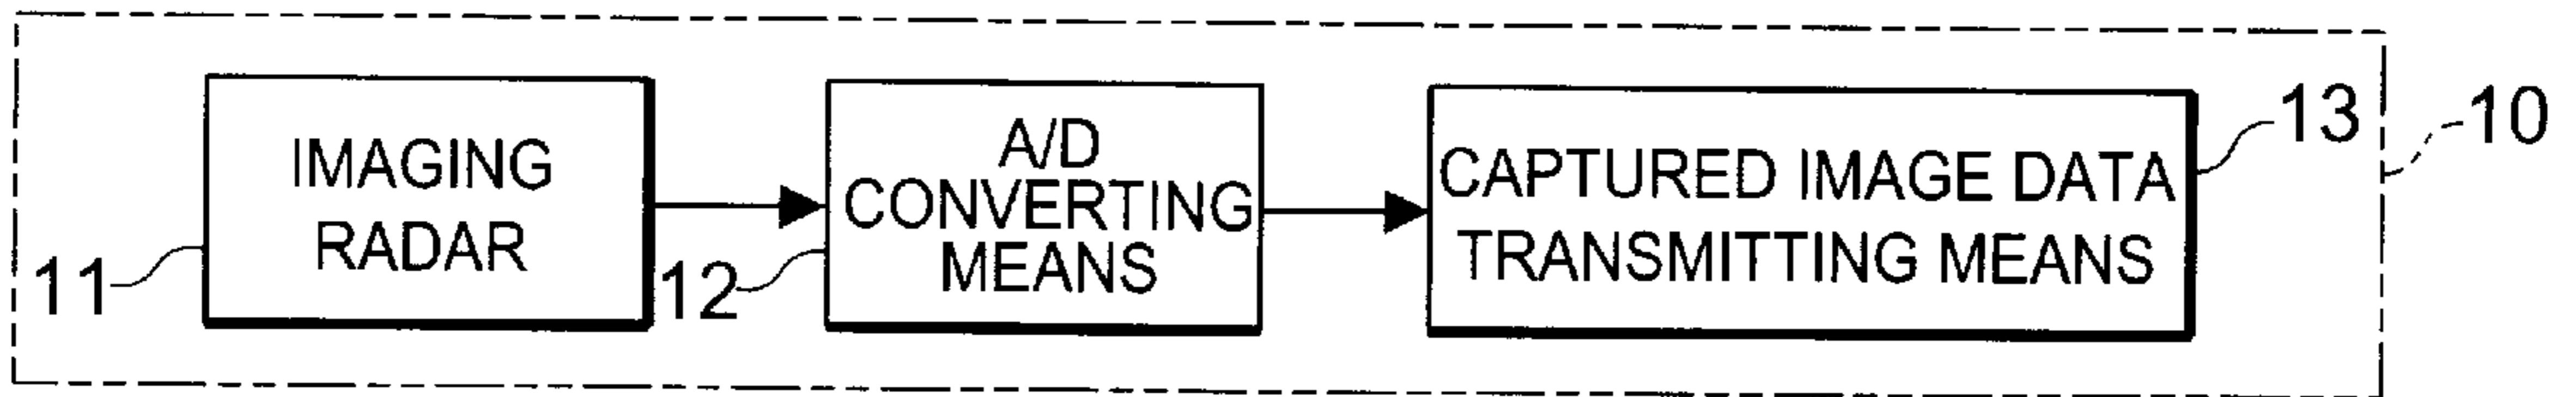 IMAGING
RADAR
11
A/D
CONVERTING
MEANS
12
CAPTURED IMAGE DATA
TRANSMITTING MEANS
13
10